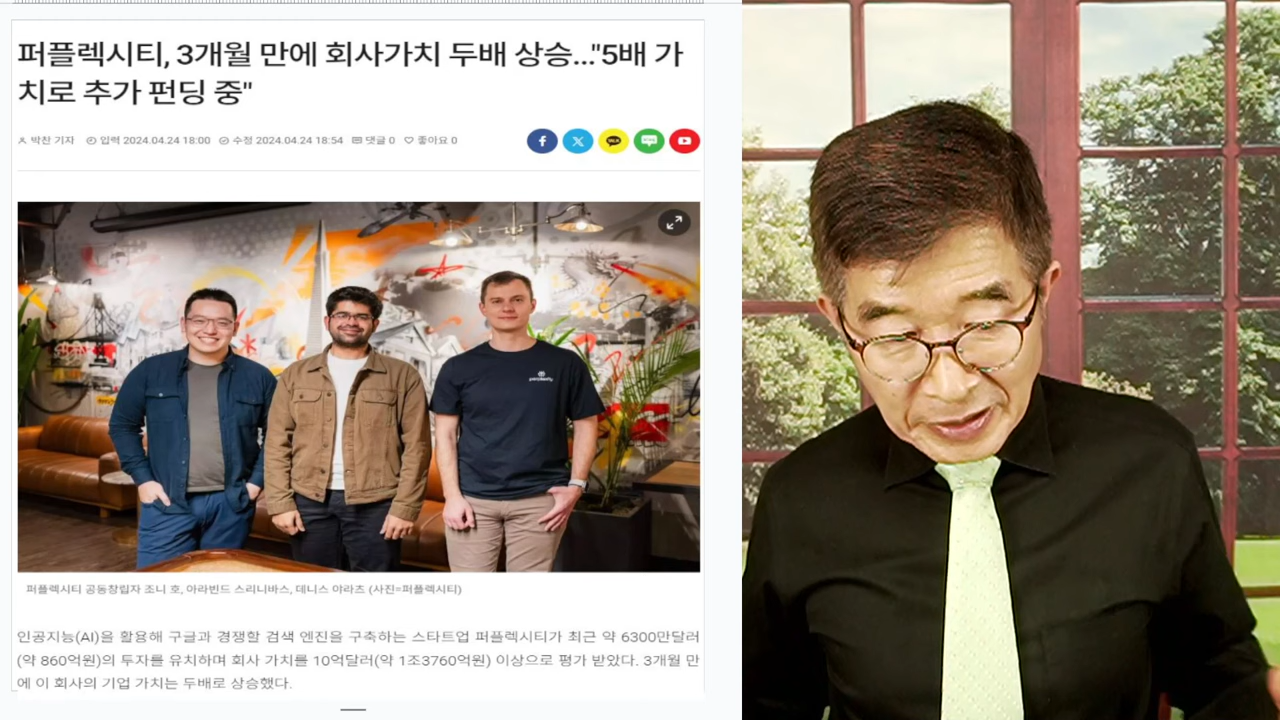 퍼플렉시티, 3개월 만에 회사가치 두배 상승..."5배 가
치로 추가 펀딩 중"
박찬 기자 입력 2024.04.24 18:00 수정 2024.04.24 18:54 댓글 0 좋아요 0
perplexity
퍼플렉시티 공동창립자 조니 호, 아라빈드 스리니바스, 데니스 야라츠 (사진=퍼플렉시티)
인공지능(AI)을 활용해 구글과 경쟁할 검색 엔진을 구축하는 스타트업 퍼플렉시티가 최근 약 6300만달러
(약 860억원)의 투자를 유치하며 회사 가치를 10억달러(약 1조3760억원) 이상으로 평가 받았다. 3개월 만
에 이 회사의 기업 가치는 두배로 상승했다.